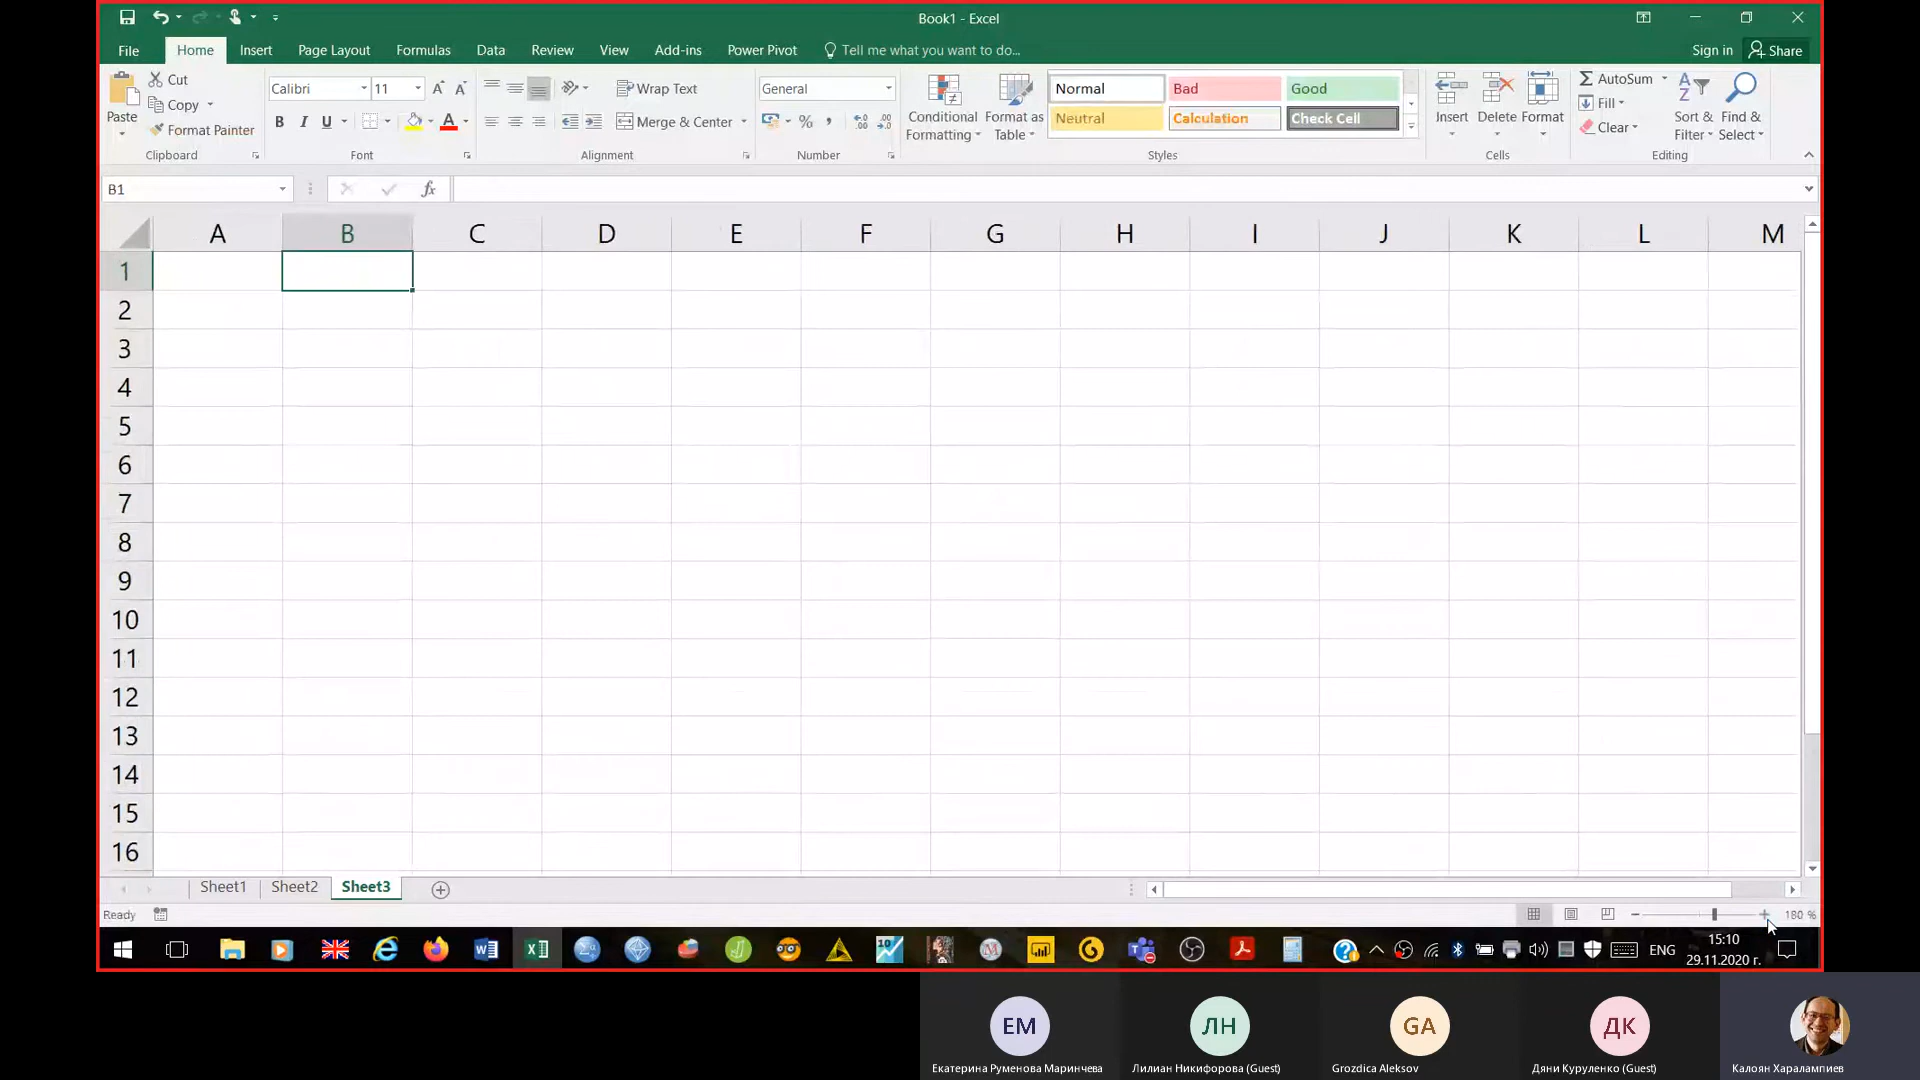 Book1 - Excel
File Home Insert Page Layout Formulas Data Review View Add-ins Power Pivot Tell me what you want to do... Sign in Share
Paste
Cut
Copy
Format Painter
Clipboard
Calibri 11
B I U A
Font
Wrap Text
Merge & Center
Alignment
General
% ,
Number
Conditional Formatting
Format as Table
Normal Bad Good
Neutral Calculation Check Cell
Styles
Insert Delete Format
Cells
AutoSum
Fill
Clear
Sort & Filter
Find & Select
Editing
B1 fx
A B C D E F G H I J K L M
1
2
3
4
5
6
7
8
9
10
11
12
13
14
15
16
Sheet1 Sheet2 Sheet3
Ready 180 %
ENG 15:10
29.11.2020 г.
ЕМ ЛН GA ДК
Екатерина Руменова Маринчева Лилиан Никифорова (Guest) Grozdica Aleksov Дяни Куруленко (Guest) Калоян Харалампиев